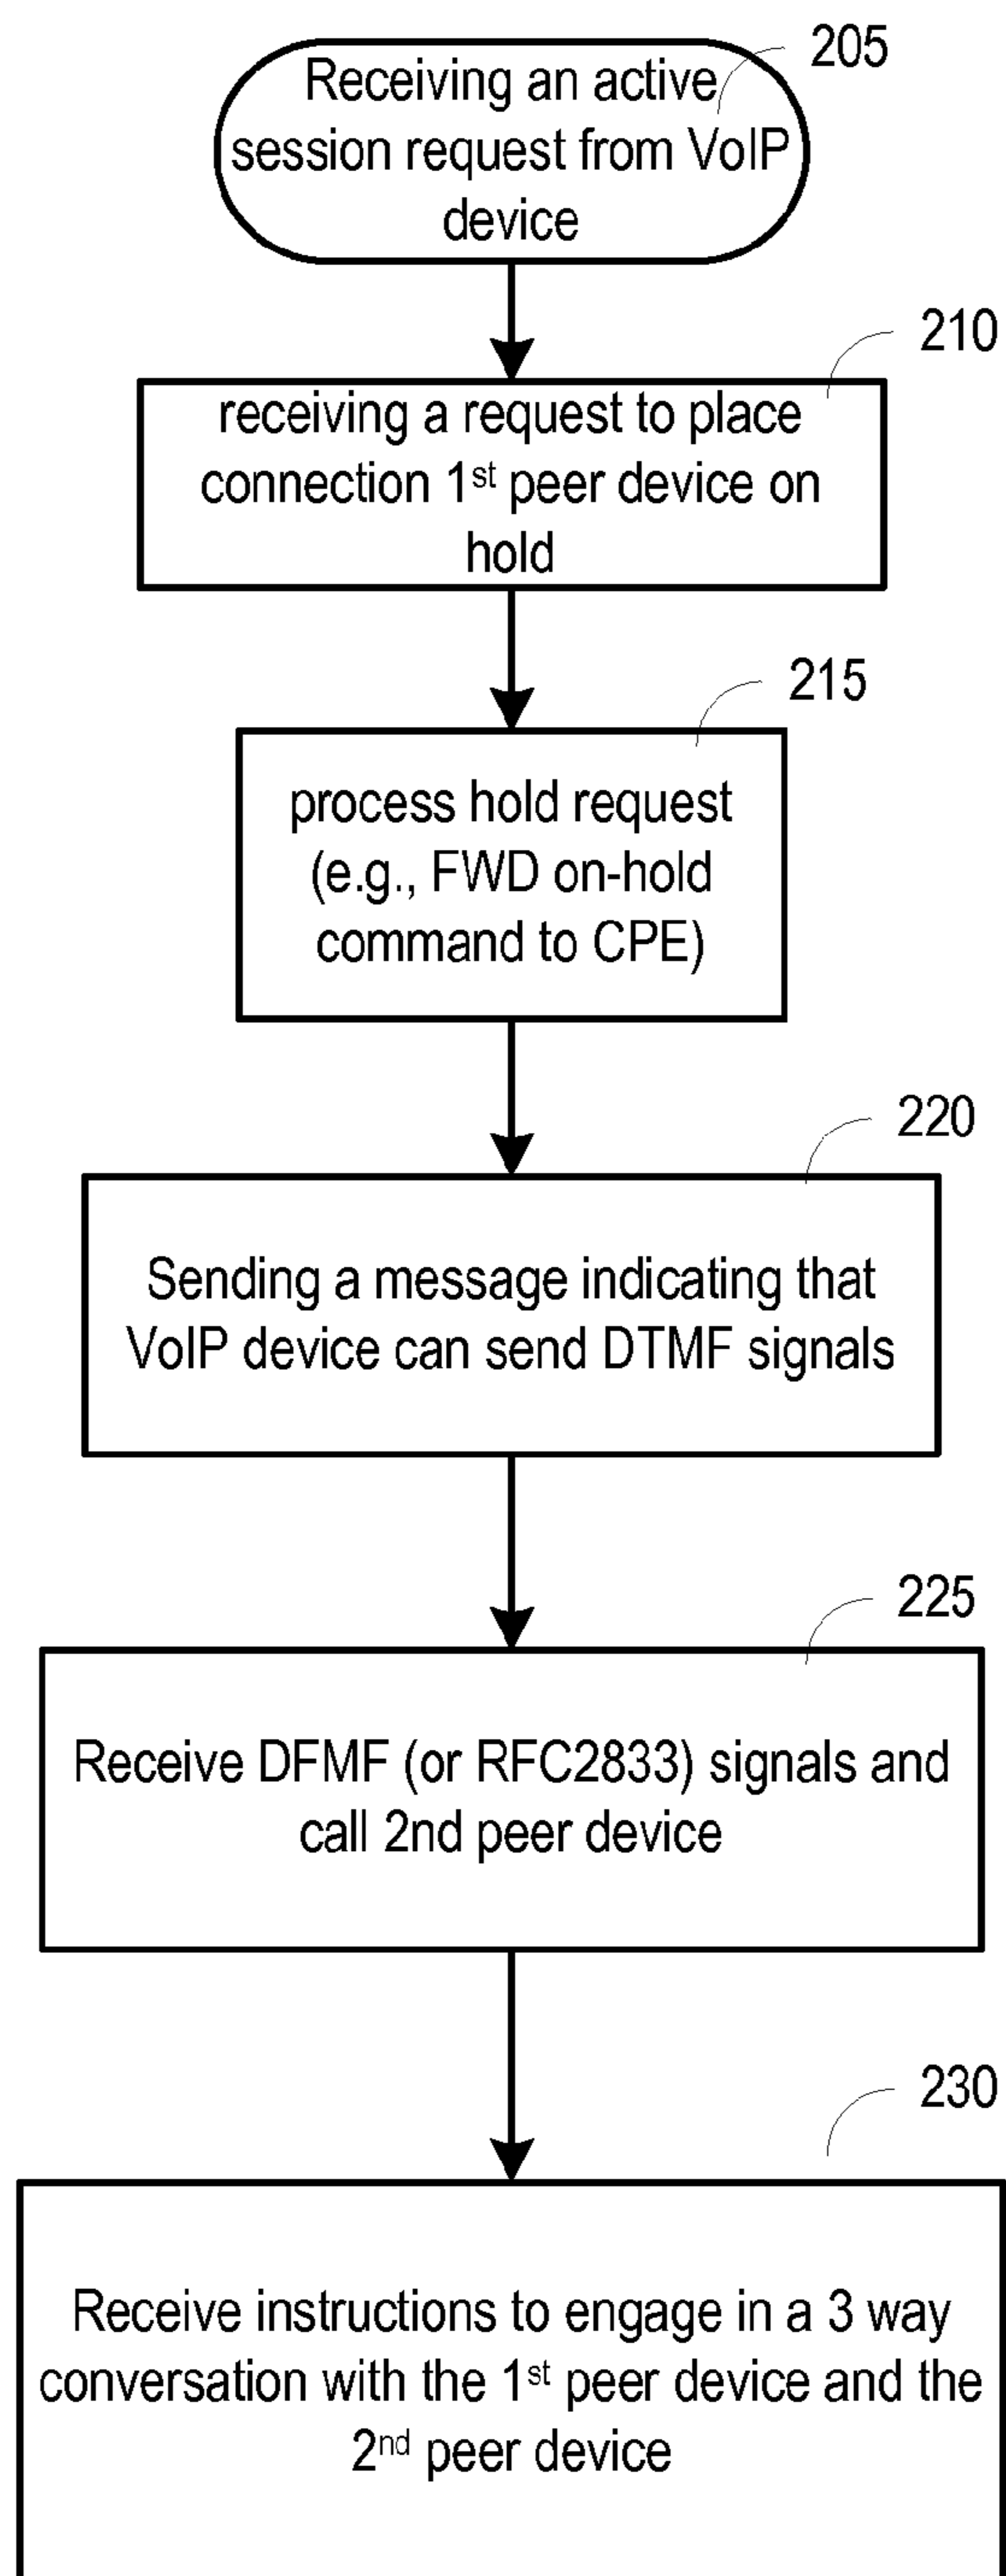 205
Receiving an active
session request from VoIP
device
210
receiving a request to place
connection 1st peer device on
hold
215
process hold request
(e.g., FWD on-hold
command to CPE)
220
Sending a message indicating that
VoIP device can send DTMF signals
225
Receive DFMF (or RFC2833) signals and
call 2nd peer device
230
Receive instructions to engage in a 3 way
conversation with the 1st peer device and the
2nd peer device